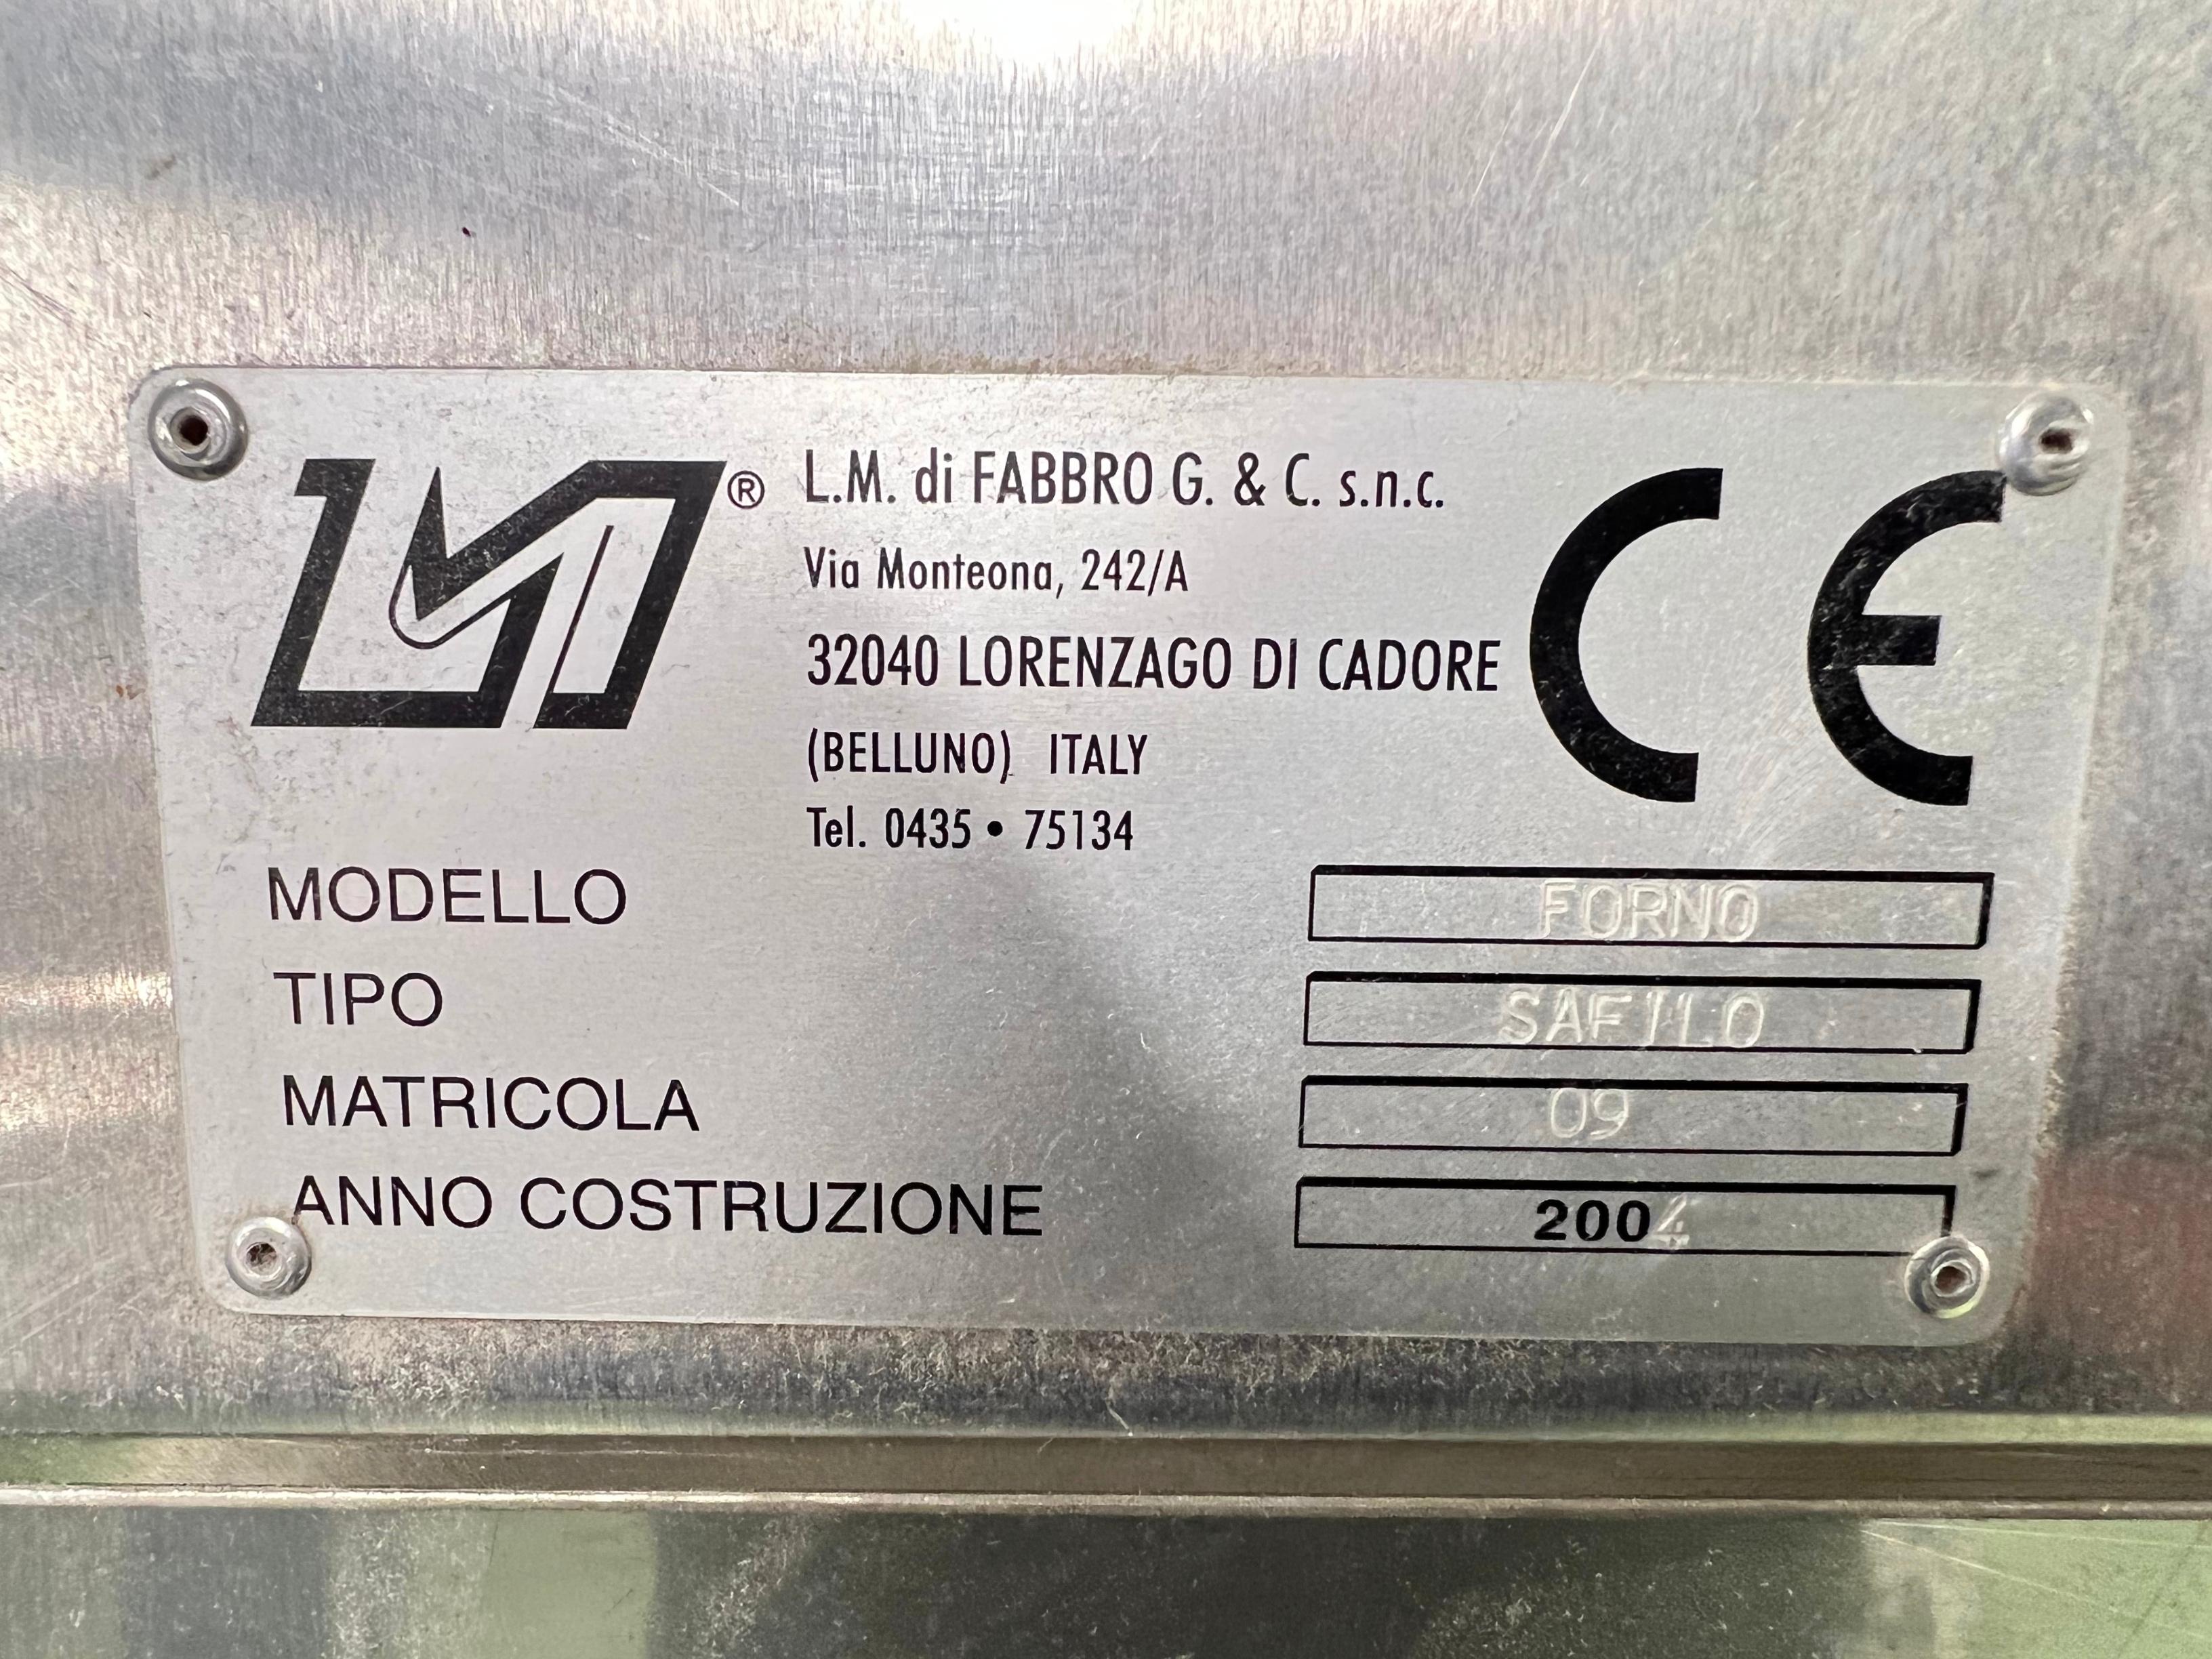 LM® L.M. di FABBRO G. & C. s.n.c.
Via Monteona, 242/A
32040 LORENZAGO DI CADORE
(BELLUNO) ITALY
Tel. 0435 • 75134
CE
MODELLO FORNO
TIPO SAFILO
MATRICOLA 09
ANNO COSTRUZIONE 2004